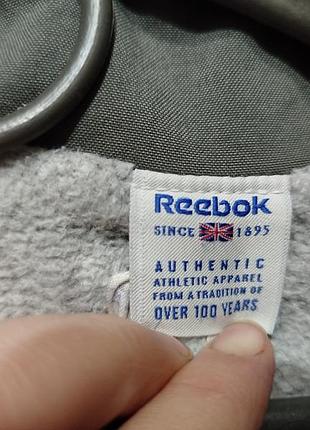 Reebok
SINCE 1895
AUTHENTIC
ATHLETIC APPAREL
FROM A TRADITION OF
OVER 100 YEARS